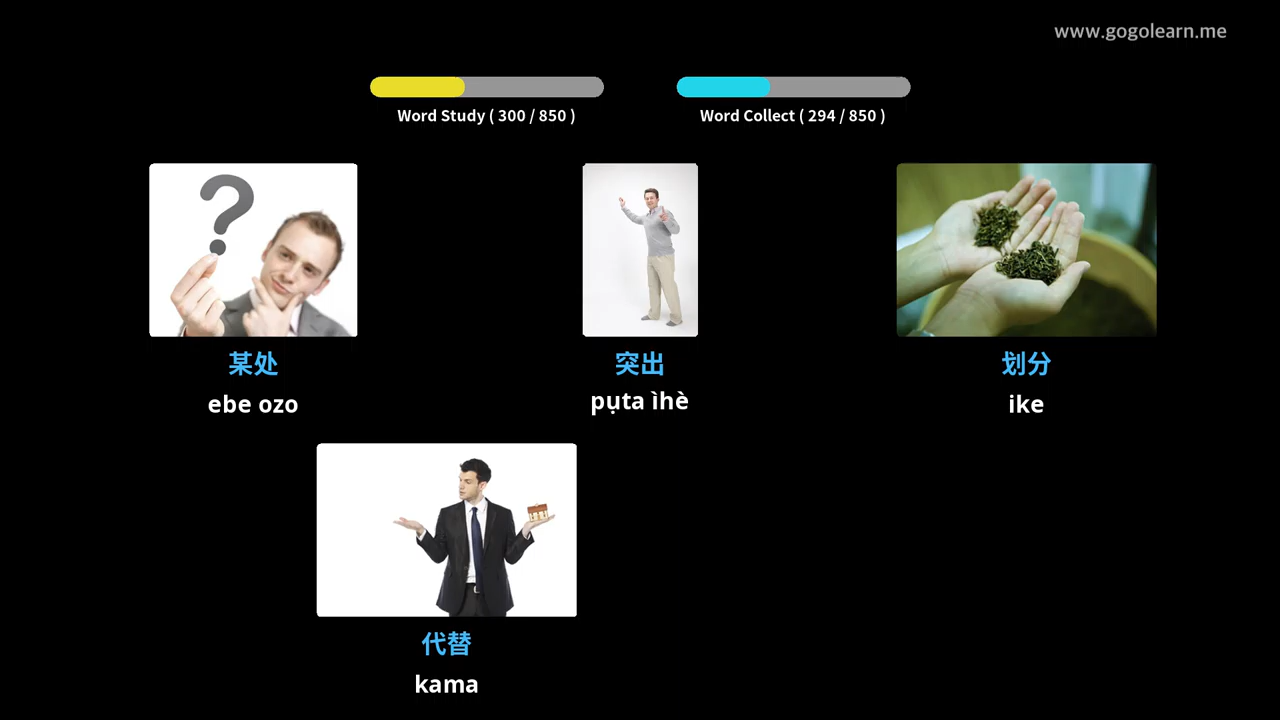 www.gogolearn.me
Word Study ( 300 / 850 )
Word Collect ( 294 / 850 )
?
某处
ebe ozo
突出
pụta ìhè
划分
ike
代替
kama